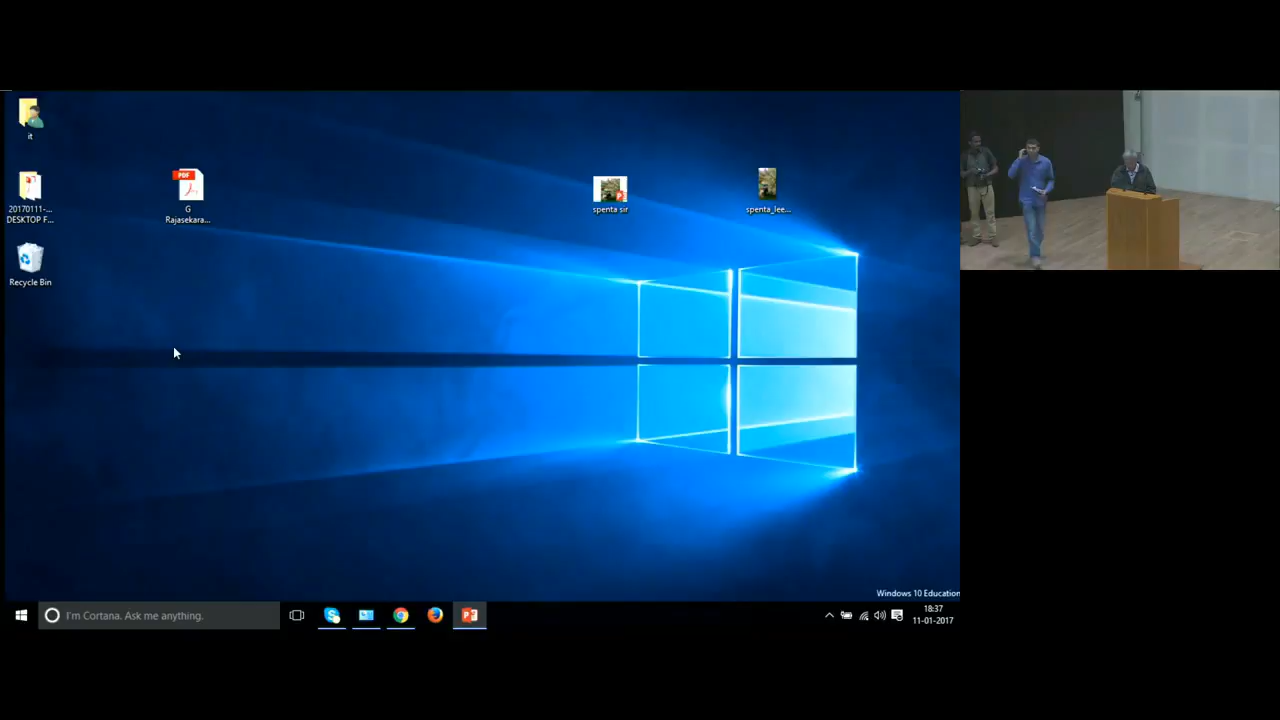 it
20170111-...
DESKTOP F...
Recycle Bin
PDF
G
Rajasekara...
spenta sir
spenta_lee...
Windows 10 Education
I'm Cortana. Ask me anything.
18:37
11-01-2017